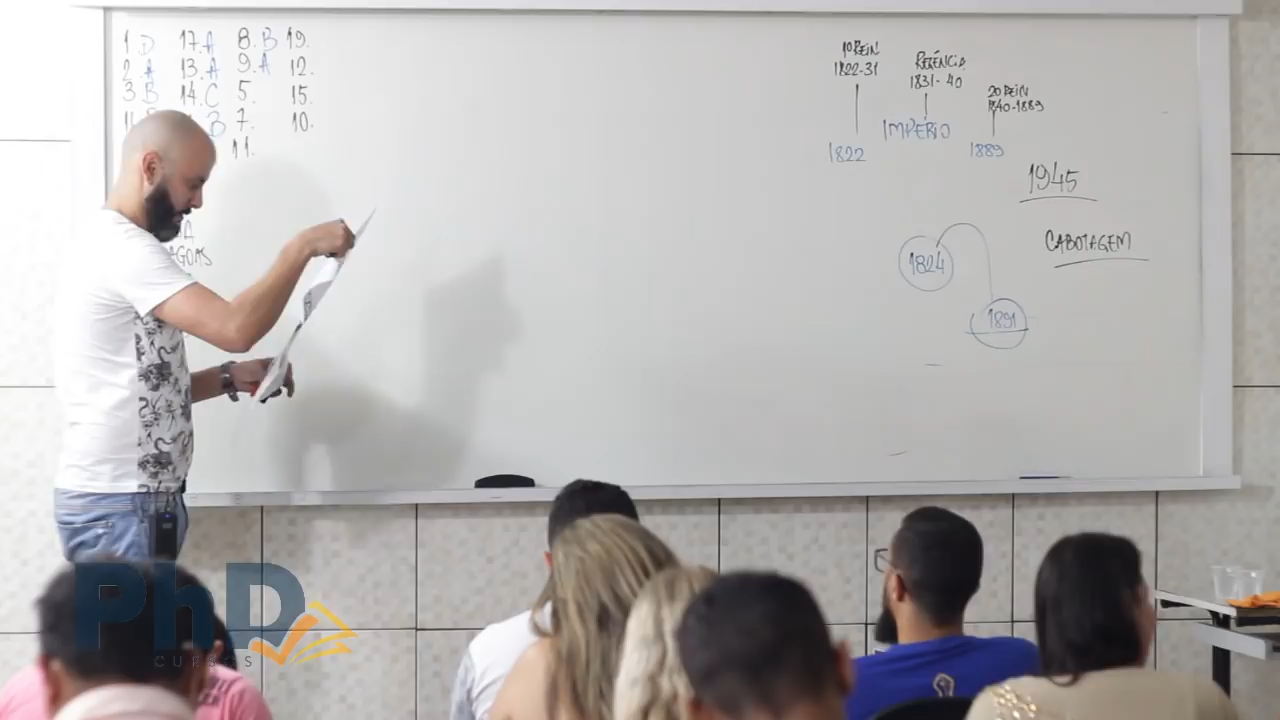 1 D 17. A 8. B 19.
2 A 13. A 9. A 12.
3 B 14. C 5. 15.
B 7. 10.
11.
AGOAS
1º REIN
1822-31
REGÊNCIA
1831-40
2º REIN
1840-1889
IMPÉRIO
1822
1889
1945
CABOTAGEM
1824
1891
PhD
CURSOS